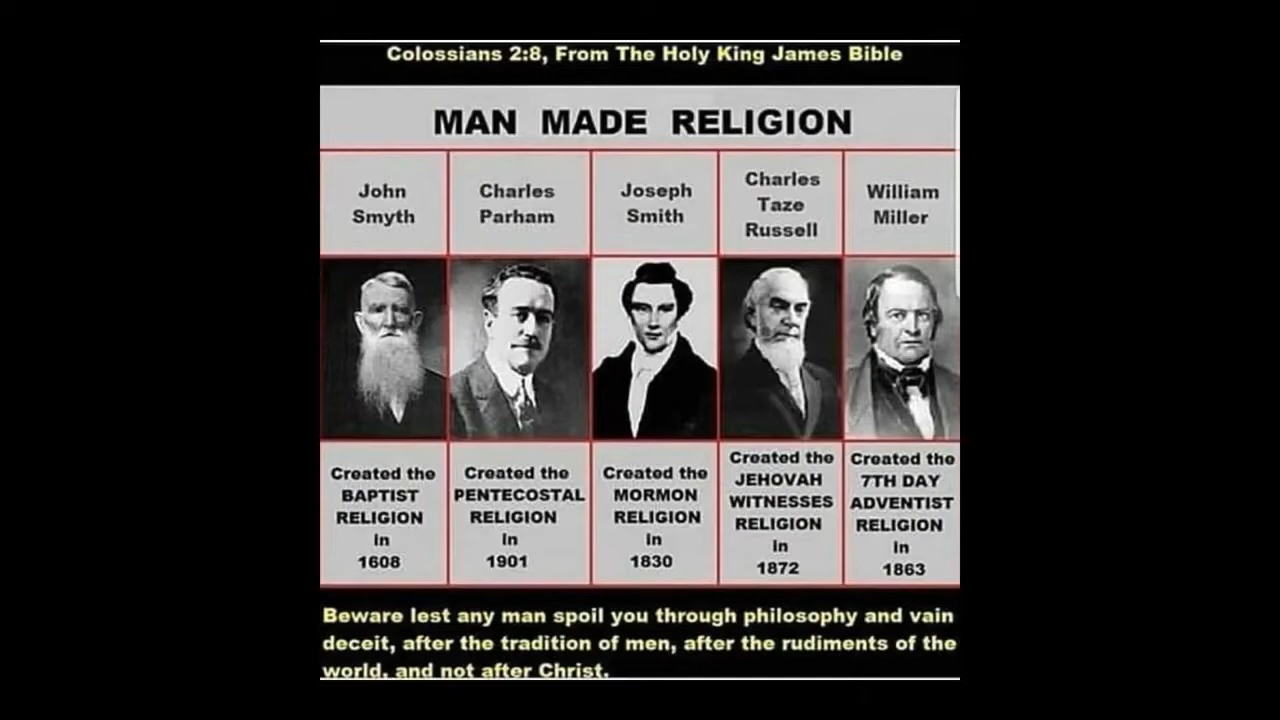 Colossians 2:8, From The Holy King James Bible
MAN MADE RELIGION
John
Smyth
Charles
Parham
Joseph
Smith
Charles
Taze
Russell
William
Miller
Created the
BAPTIST
RELIGION
in
1608
Created the
PENTECOSTAL
RELIGION
in
1901
Created the
MORMON
RELIGION
in
1830
Created the
JEHOVAH
WITNESSES
RELIGION
in
1872
Created the
7TH DAY
ADVENTIST
RELIGION
in
1863
Beware lest any man spoil you through philosophy and vain
deceit, after the tradition of men, after the rudiments of the
world, and not after Christ.